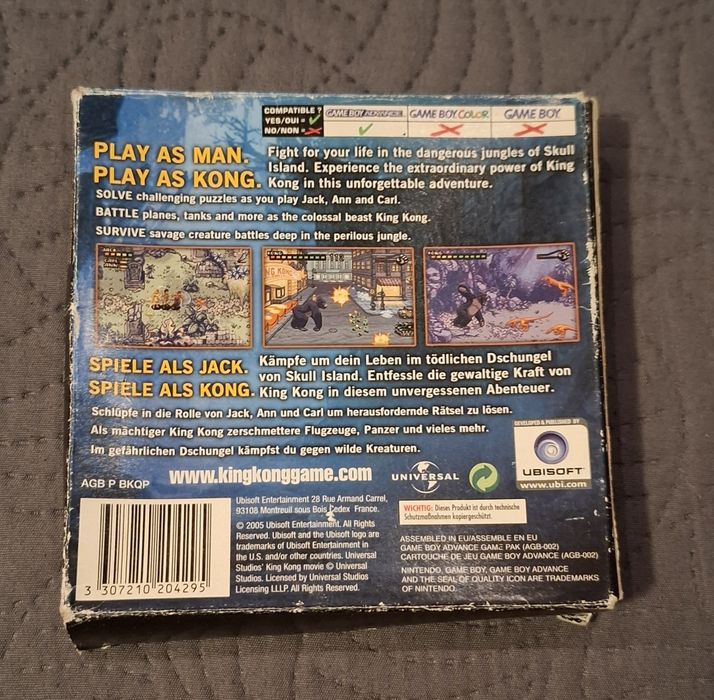 COMPATIBLE ?
YES/OUI = ✓
NO/NON = ✗
GAME BOY ADVANCE
GAME BOY COLOR
GAME BOY
PLAY AS MAN.
PLAY AS KONG.
Fight for your life in the dangerous jungles of Skull
Island. Experience the extraordinary power of King
Kong in this unforgettable adventure.
SOLVE challenging puzzles as you play Jack, Ann and Carl.
BATTLE planes, tanks and more as the colossal beast King Kong.
SURVIVE savage creature battles deep in the perilous jungle.
SPIELE ALS JACK.
SPIELE ALS KONG.
Kämpfe um dein Leben im tödlichen Dschungel
von Skull Island. Entfessle die gewaltige Kraft von
King Kong in diesem unvergessenen Abenteuer.
Schlüpfe in die Rolle von Jack, Ann und Carl um herausfordernde Rätsel zu lösen.
Als mächtiger King Kong zerschmettere Flugzeuge, Panzer und vieles mehr.
Im gefährlichen Dschungel kämpfst du gegen wilde Kreaturen.
DEVELOPED & PUBLISHED BY
UBISOFT
www.ubi.com
AGB P BKQP
www.kingkonggame.com
UNIVERSAL
Ubisoft Entertainment 28 Rue Armand Carrel,
93108 Montreuil sous Bois Cedex France.
© 2005 Ubisoft Entertainment. All Rights
Reserved. Ubisoft and the Ubisoft logo are
trademarks of Ubisoft Entertainment in
the U.S. and/or other countries. Universal
Studios' King Kong movie © Universal
Studios. Licensed by Universal Studios
Licensing LLLP. All Rights Reserved.
WICHTIG: Dieses Produkt ist durch technische
Schutzmaßnahmen kopiergeschützt.
ASSEMBLED IN EU/ASSEMBLE EN EU
GAME BOY ADVANCE GAME PAK (AGB-002)
CARTOUCHE DE JEU GAME BOY ADVANCE (AGB-002)
NINTENDO, GAME BOY, GAME BOY ADVANCE
AND THE SEAL OF QUALITY ICON ARE TRADEMARKS
OF NINTENDO.
3 307210 204295